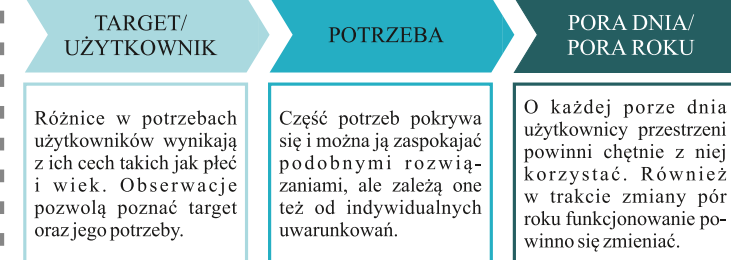 TARGET/
UŻYTKOWNIK
Różnice w potrzebach
użytkowników wynikają
z ich cech takich jak płeć
i wiek. Obserwacje
pozwolą poznać target
oraz jego potrzeby.
POTRZEBA
Część potrzeb pokrywa
się i można ją zaspokajać
podobnymi rozwią-
zaniami, ale zależą one
też od indywidualnych
uwarunkowań.
PORA DNIA/
PORA ROKU
O każdej porze dnia
użytkownicy przestrzeni
powinni chętnie z niej
korzystać. Również
w trakcie zmiany pór
roku funkcjonowanie po-
winno się zmieniać.